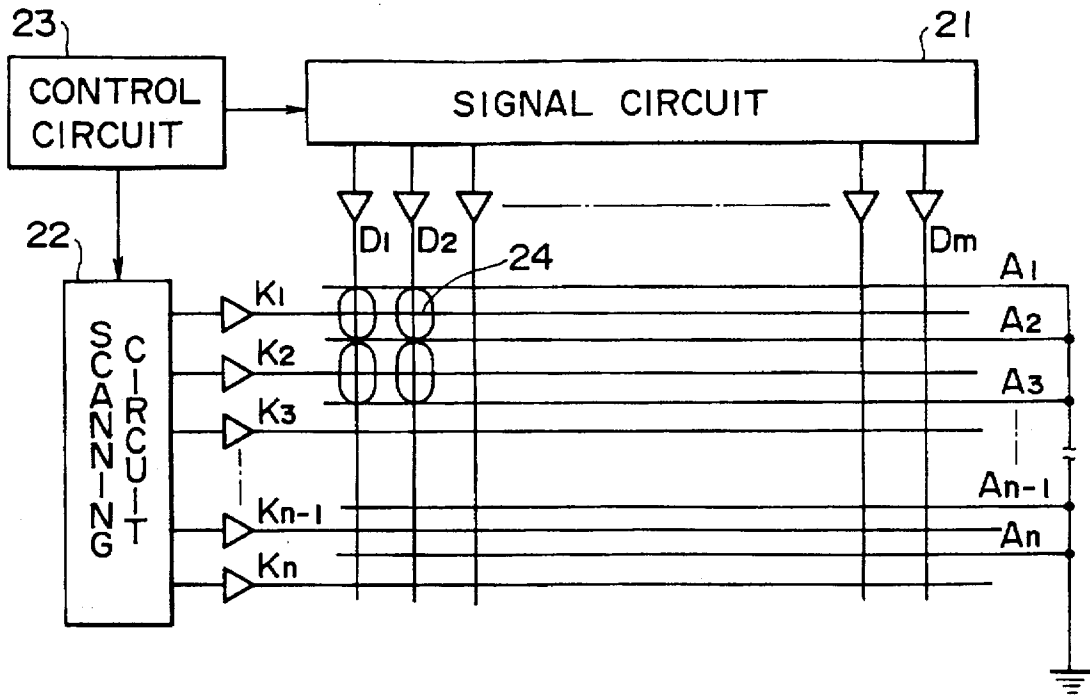 23
CONTROL
CIRCUIT
21
SIGNAL CIRCUIT
22
SCANNING
CIRCUIT
D1
D2
Dm
24
K1
K2
K3
Kn-1
Kn
A1
A2
A3
An-1
An